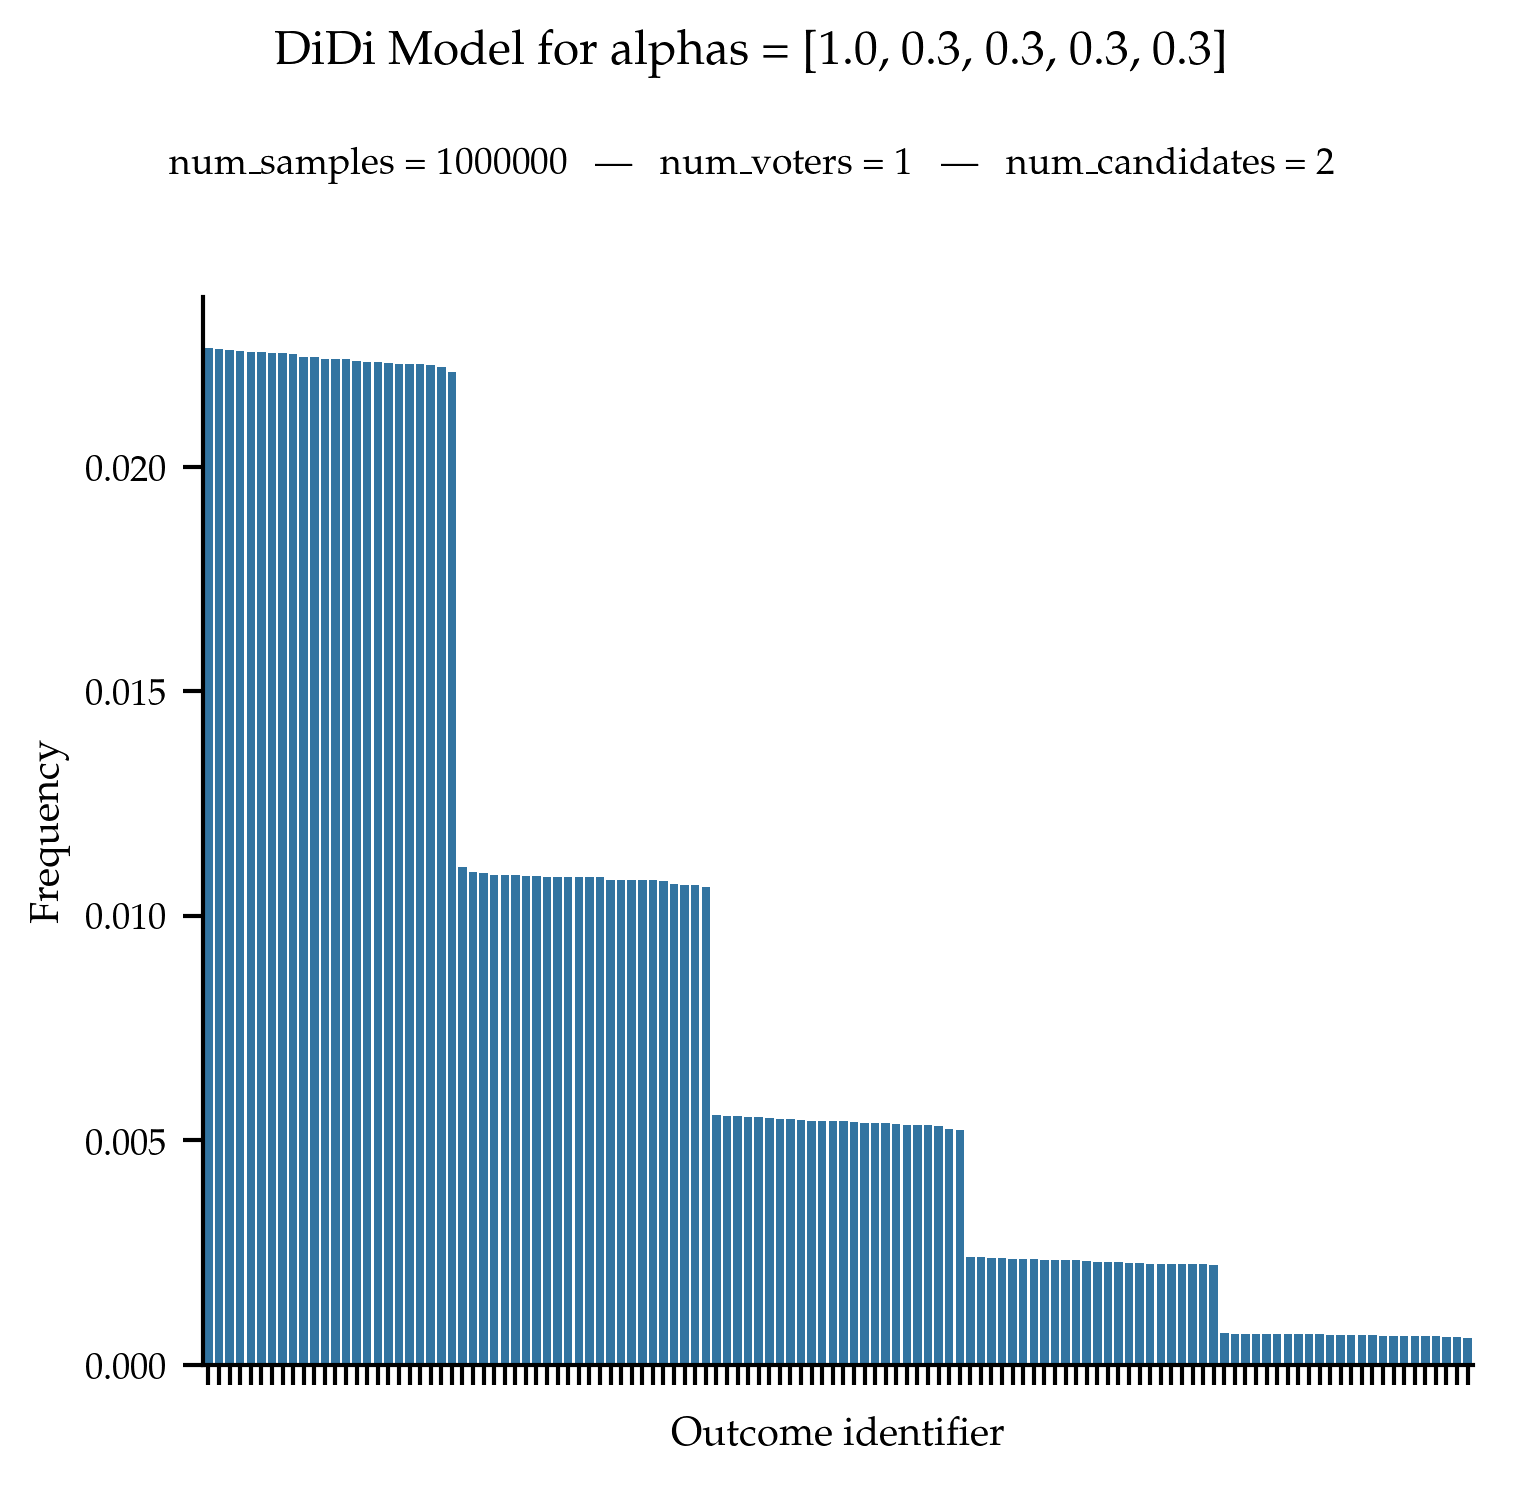 DiDi Model for alphas = [1.0, 0.3, 0.3, 0.3, 0.3]
num_samples = 1000000 — num_voters = 1 — num_candidates = 2
0.020
0.015
0.010
0.005
0.000
Frequency
Outcome identifier